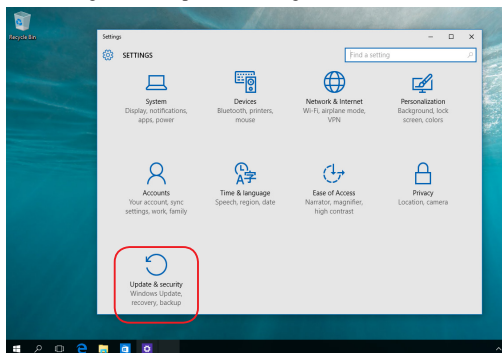 Recycle Bin
Settings
SETTINGS
Find a setting
System
Display, notifications,
apps, power
Devices
Bluetooth, printers,
mouse
Network & Internet
Wi-Fi, airplane mode,
VPN
Personalization
Background, lock
screen, colors
Accounts
Your account, sync
settings, work, family
Time & language
Speech, region, date
Ease of Access
Narrator, magnifier,
high contrast
Privacy
Location, camera
Update & security
Windows Update,
recovery, backup